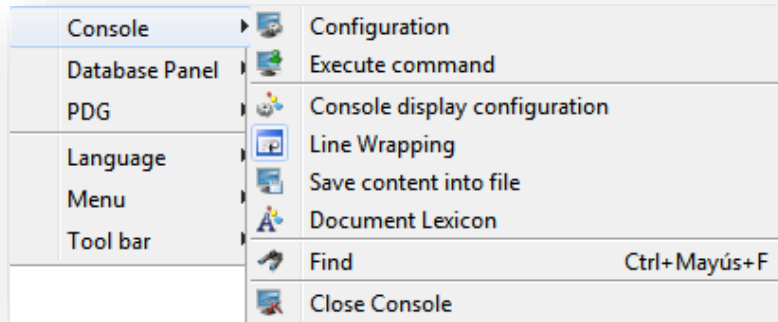 Console
Database Panel
PDG
Language
Menu
Tool bar
Configuration
Execute command
Console display configuration
Line Wrapping
Save content into file
Document Lexicon
Find Ctrl+Mayús+F
Close Console